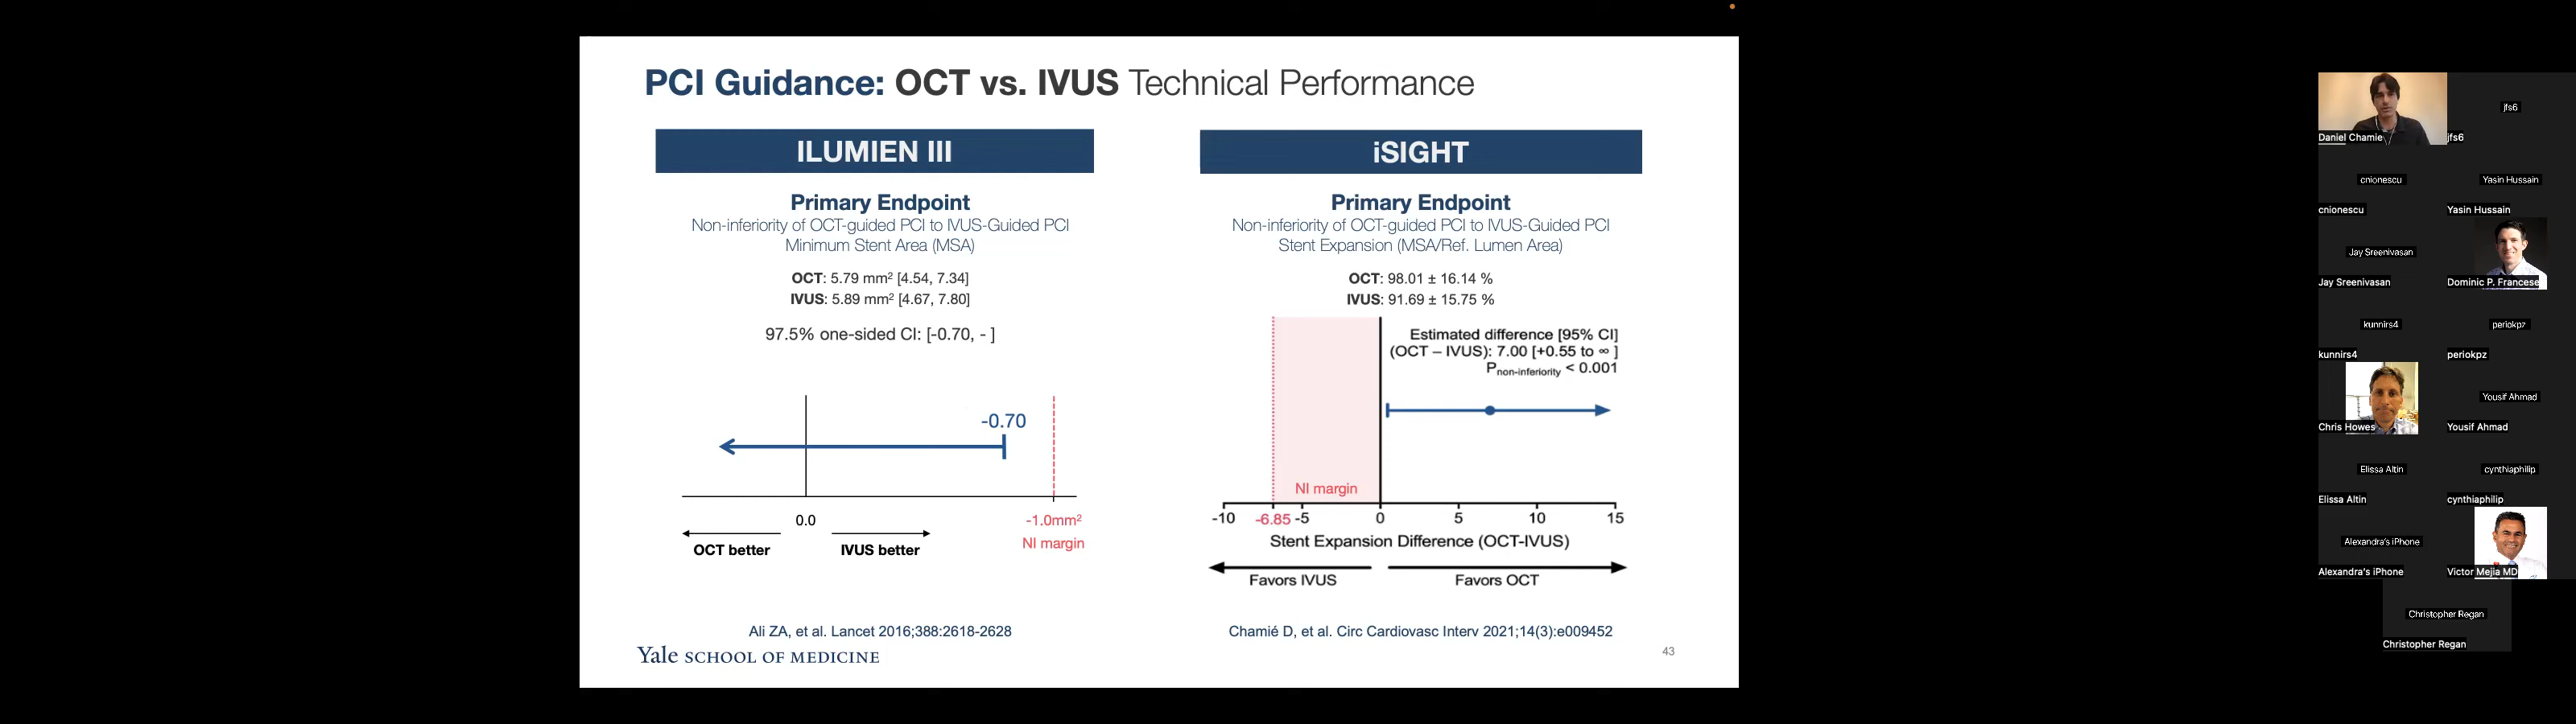 PCI Guidance: OCT vs. IVUS Technical Performance
ILUMIEN III
Primary Endpoint
Non-inferiority of OCT-guided PCI to IVUS-Guided PCI
Minimum Stent Area (MSA)
OCT: 5.79 mm² [4.54, 7.34]
IVUS: 5.89 mm² [4.67, 7.80]
97.5% one-sided CI: [-0.70, - ]
-0.70
0.0
-1.0mm²
NI margin
OCT better
IVUS better
Ali ZA, et al. Lancet 2016;388:2618-2628
iSIGHT
Primary Endpoint
Non-inferiority of OCT-guided PCI to IVUS-Guided PCI
Stent Expansion (MSA/Ref. Lumen Area)
OCT: 98.01 ± 16.14 %
IVUS: 91.69 ± 15.75 %
Estimated difference [95% CI]
(OCT – IVUS): 7.00 [+0.55 to ∞ ]
Pnon-inferiority < 0.001
NI margin
-10 -6.85 -5 0 5 10 15
Stent Expansion Difference (OCT-IVUS)
Favors IVUS
Favors OCT
Chamié D, et al. Circ Cardiovasc Interv 2021;14(3):e009452
Yale SCHOOL OF MEDICINE
43
Daniel Chamie
jfs6
jfs6
cnionescu
cnionescu
Yasin Hussain
Yasin Hussain
Jay Sreenivasan
Jay Sreenivasan
Dominic P. Francese
kunnirs4
kunnirs4
periokpz
periokpz
Chris Howes
Yousif Ahmad
Yousif Ahmad
Elissa Altin
Elissa Altin
cynthiaphilip
cynthiaphilip
Alexandra's iPhone
Alexandra's iPhone
Victor Mejia MD
Christopher Regan
Christopher Regan